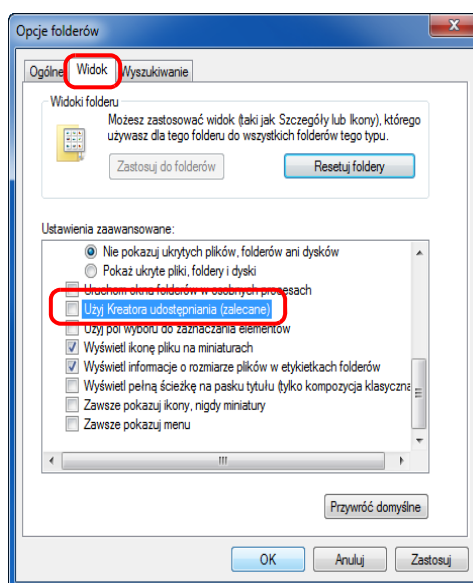 Opcje folderów
Ogólne Widok Wyszukiwanie
Widoki folderu
Możesz zastosować widok (taki jak Szczegóły lub Ikony), którego
używasz dla tego folderu do wszystkich folderów tego typu.
Zastosuj do folderów Resetuj foldery
Ustawienia zaawansowane:
Nie pokazuj ukrytych plików, folderów ani dysków
Pokaż ukryte pliki, foldery i dyski
Uruchom okna folderów w osobnych procesach
Użyj Kreatora udostępniania (zalecane)
Użyj pól wyboru do zaznaczania elementów
Wyświetl ikonę pliku na miniaturach
Wyświetl informacje o rozmiarze plików w etykietkach folderów
Wyświetl pełną ścieżkę na pasku tytułu (tylko kompozycja klasyczna
Zawsze pokazuj ikony, nigdy miniatury
Zawsze pokazuj menu
Przywróć domyślne
OK Anuluj Zastosuj